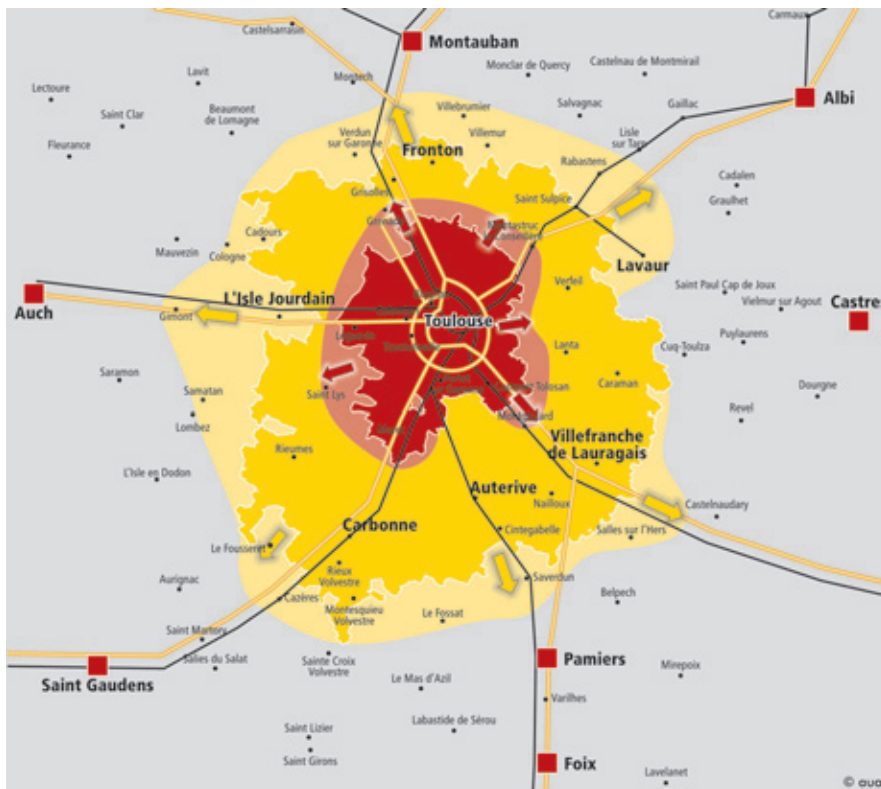 Carmaux
Castelsarrasin
Montauban
Monclar de Quercy
Castelnau de Montmirail
Lavit
Montech
Lectoure
Albi
Saint Clar
Beaumont
de Lomagne
Villebrumier
Salvagnac
Gaillac
Fleurance
Verdun
sur Garonne
Villemur
Lisle
sur Tarn
Fronton
Rabastens
Grisolles
Cadalen
Saint Sulpice
Graulhet
Grenade
Cadours
Mauvezin
Cologne
Lavaur
Verfeil
Saint Paul Cap de Joux
L'Isle Jourdain
Vielmur sur Agout
Castre
Auch
Gimont
Toulouse
Puylaurens
Lanta
Cuq-Toulza
Saramon
Caraman
Dourgne
Samatan
Saint Lys
Lombez
Revel
Villefranche
de Lauragais
Rieumes
L'Isle en Dodon
Auterive
Nailloux
Castelnaudary
Carbonne
Cintegabelle
Salles sur l'Hers
Le Fousseret
Rieux
Volvestre
Saverdun
Aurignac
Belpech
Cazères
Montesquieu
Volvestre
Le Fossat
Saint Martory
Salies du Salat
Sainte Croix
Volvestre
Pamiers
Mirepoix
Saint Gaudens
Le Mas d'Azil
Varilhes
Saint Lizier
Labastide de Sérou
Saint Girons
Foix
Lavelanet
© aua